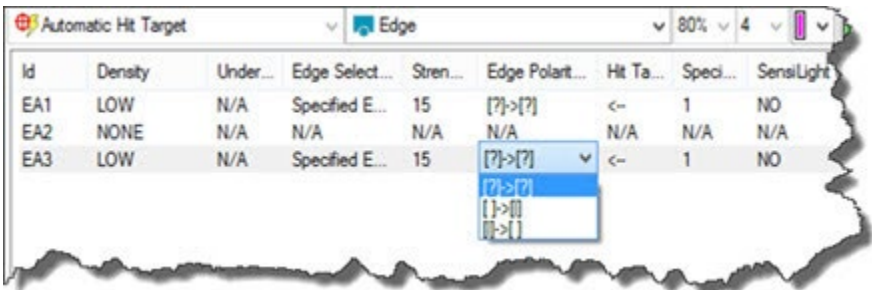 Automatic Hit Target Edge 80% 4
Id Density Under... Edge Select... Stren... Edge Polarit... Hit Ta... Speci... SensiLight
EA1 LOW N/A Specified E... 15 [?]->[?] <-- 1 NO
EA2 NONE N/A N/A N/A N/A N/A N/A N/A
EA3 LOW N/A Specified E... 15 [?]->[?] <-- 1 NO
[?]->[?]
[ ]->[|]
[|]->[ ]